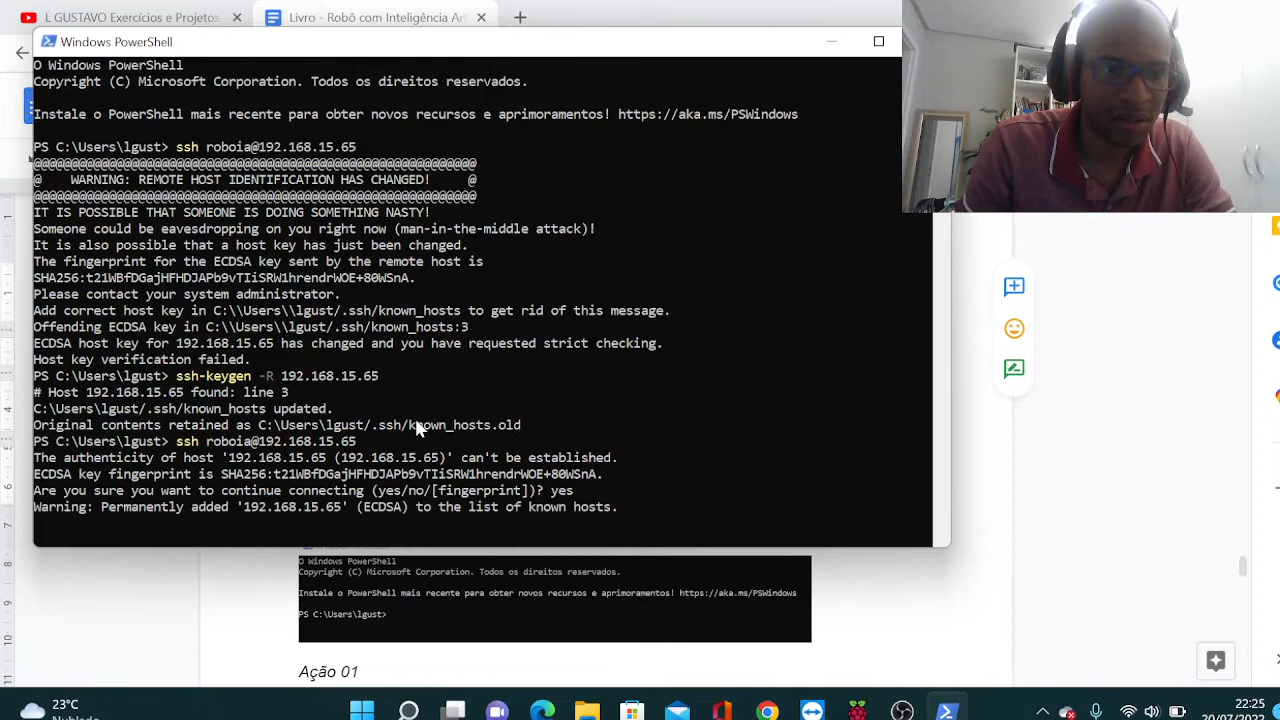 L GUSTAVO Exercícios e Projetos
Livro - Robô com Inteligência Art
Windows PowerShell
O Windows PowerShell
Copyright (C) Microsoft Corporation. Todos os direitos reservados.
Instale o PowerShell mais recente para obter novos recursos e aprimoramentos! https://aka.ms/PSWindows
PS C:\Users\lgust> ssh roboia@192.168.15.65
@@@@@@@@@@@@@@@@@@@@@@@@@@@@@@@@@@@@@@@@@@@@@@@@@@@@@@@@@@@
@    WARNING: REMOTE HOST IDENTIFICATION HAS CHANGED!     @
@@@@@@@@@@@@@@@@@@@@@@@@@@@@@@@@@@@@@@@@@@@@@@@@@@@@@@@@@@@
IT IS POSSIBLE THAT SOMEONE IS DOING SOMETHING NASTY!
Someone could be eavesdropping on you right now (man-in-the-middle attack)!
It is also possible that a host key has just been changed.
The fingerprint for the ECDSA key sent by the remote host is
SHA256:t21WBfDGajHFHDJAPb9vTIiSRW1hrendrWOE+80WSnA.
Please contact your system administrator.
Add correct host key in C:\\Users\\lgust/.ssh/known_hosts to get rid of this message.
Offending ECDSA key in C:\\Users\\lgust/.ssh/known_hosts:3
ECDSA host key for 192.168.15.65 has changed and you have requested strict checking.
Host key verification failed.
PS C:\Users\lgust> ssh-keygen -R 192.168.15.65
# Host 192.168.15.65 found: line 3
C:\Users\lgust/.ssh/known_hosts updated.
Original contents retained as C:\Users\lgust/.ssh/known_hosts.old
PS C:\Users\lgust> ssh roboia@192.168.15.65
The authenticity of host '192.168.15.65 (192.168.15.65)' can't be established.
ECDSA key fingerprint is SHA256:t21WBfDGajHFHDJAPb9vTIiSRW1hrendrWOE+80WSnA.
Are you sure you want to continue connecting (yes/no/[fingerprint])? yes
Warning: Permanently added '192.168.15.65' (ECDSA) to the list of known hosts.
O Windows PowerShell
Copyright (C) Microsoft Corporation. Todos os direitos reservados.
Instale o PowerShell mais recente para obter novos recursos e aprimoramentos! https://aka.ms/PSWindows
PS C:\Users\lgust>
Ação 01
23°C
Nublado
22:25
20/07/2022